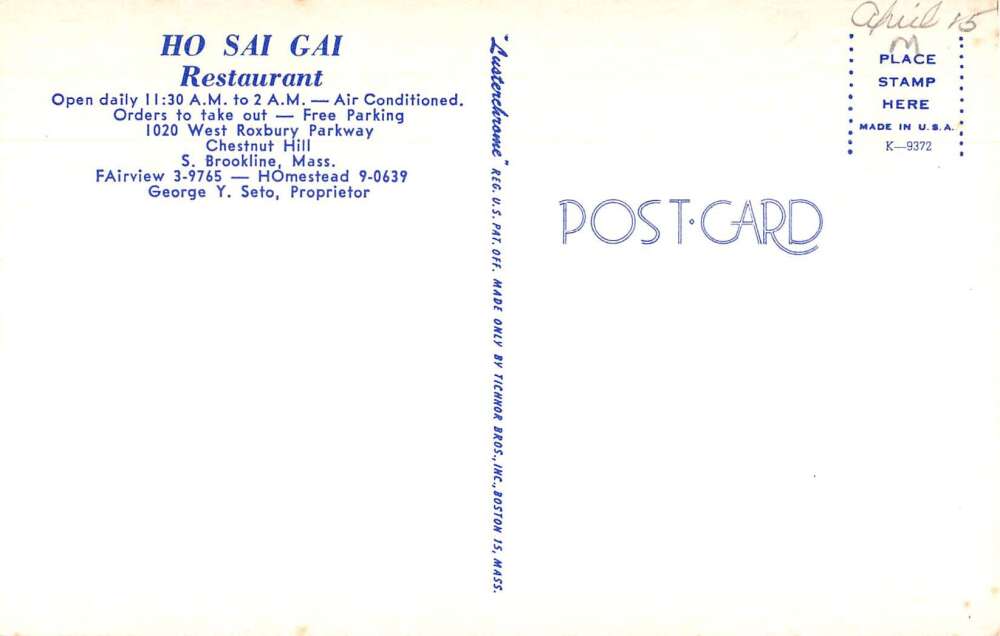 HO SAI GAI
Restaurant
Open daily 11:30 A.M. to 2 A.M. — Air Conditioned.
Orders to take out — Free Parking
1020 West Roxbury Parkway
Chestnut Hill
S. Brookline, Mass.
FAirview 3-9765 — HOmestead 9-0639
George Y. Seto, Proprietor
"Lusterchrome" REG. U.S. PAT. OFF. MADE ONLY BY TICHNOR BROS., INC., BOSTON 15, MASS.
April 15
M
PLACE
STAMP
HERE
MADE IN U.S.A.
K—9372
POST·CARD